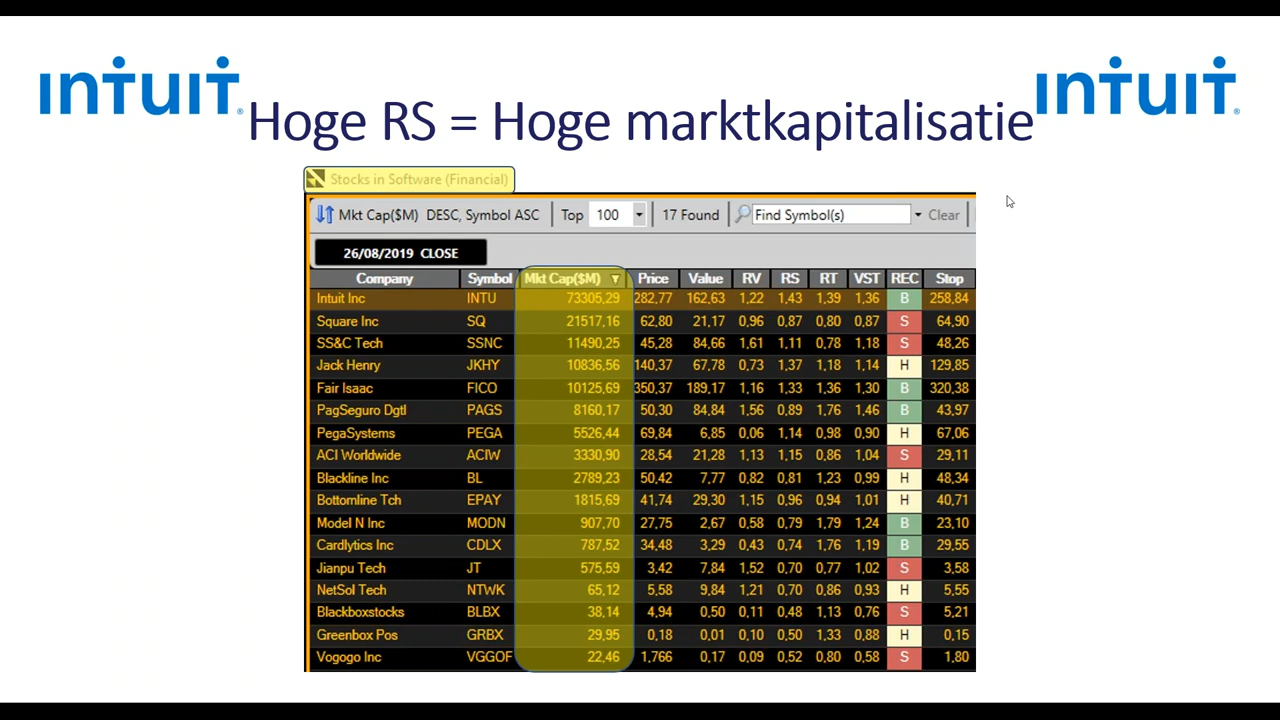 INTUIT® INTUIT®
Hoge RS = Hoge marktkapitalisatie
Stocks in Software (Financial)
Mkt Cap($M) DESC, Symbol ASC Top 100 17 Found Find Symbol(s) Clear
26/08/2019 CLOSE
Company Symbol Mkt Cap($M) Price Value RV RS RT VST REC Stop
Intuit Inc INTU 73305,29 282,77 162,63 1,22 1,43 1,39 1,36 B 258,84
Square Inc SQ 21517,16 62,80 21,17 0,96 0,87 0,80 0,87 S 64,90
SS&C Tech SSNC 11490,25 45,28 84,66 1,61 1,11 0,78 1,18 S 48,26
Jack Henry JKHY 10836,56 140,37 67,78 0,73 1,37 1,18 1,14 H 129,85
Fair Isaac FICO 10125,69 350,37 189,17 1,16 1,33 1,36 1,30 B 320,38
PagSeguro Dgtl PAGS 8160,17 50,30 84,84 1,56 0,89 1,76 1,46 B 43,97
PegaSystems PEGA 5526,44 69,84 6,85 0,06 1,14 0,98 0,90 H 67,06
ACI Worldwide ACIW 3330,90 28,54 21,28 1,13 1,15 0,86 1,04 S 29,11
Blackline Inc BL 2789,23 50,42 7,77 0,82 0,81 1,23 0,99 H 48,34
Bottomline Tch EPAY 1815,69 41,74 29,30 1,15 0,96 0,94 1,01 H 40,71
Model N Inc MODN 907,70 27,75 2,67 0,58 0,79 1,79 1,24 B 23,10
Cardlytics Inc CDLX 787,52 34,48 3,29 0,43 0,74 1,76 1,19 B 29,55
Jianpu Tech JT 575,59 3,42 7,84 1,52 0,70 0,77 1,02 S 3,58
NetSol Tech NTWK 65,12 5,58 9,84 1,21 0,70 0,86 0,93 H 5,55
Blackboxstocks BLBX 38,14 4,94 0,50 0,11 0,48 1,13 0,76 S 5,21
Greenbox Pos GRBX 29,95 0,18 0,01 0,10 0,50 1,33 0,88 H 0,15
Vogogo Inc VGGOF 22,46 1,766 0,17 0,09 0,52 0,80 0,58 S 1,80